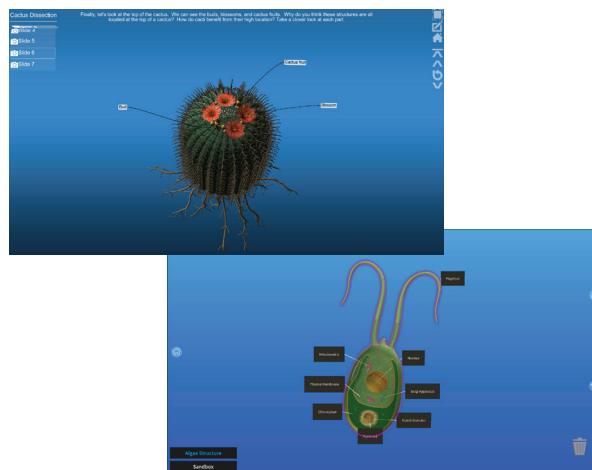 Cactus Dissection
Finally, let's look at the top of the cactus. We can see the buds, blossoms, and cactus fruits. Why do you think these structures are all
located at the top of a cactus? How do cacti benefit from their high location? Take a closer look at each part.
Slide 5
Slide 6
Slide 7
Cactus fruit
Bud
Blossom
Flagellum
Mitochondria
Nucleus
Plasma Membrane
Golgi Apparatus
Chloroplast
Starch Granules
Pyrenoid
Algae Structure
Sandbox